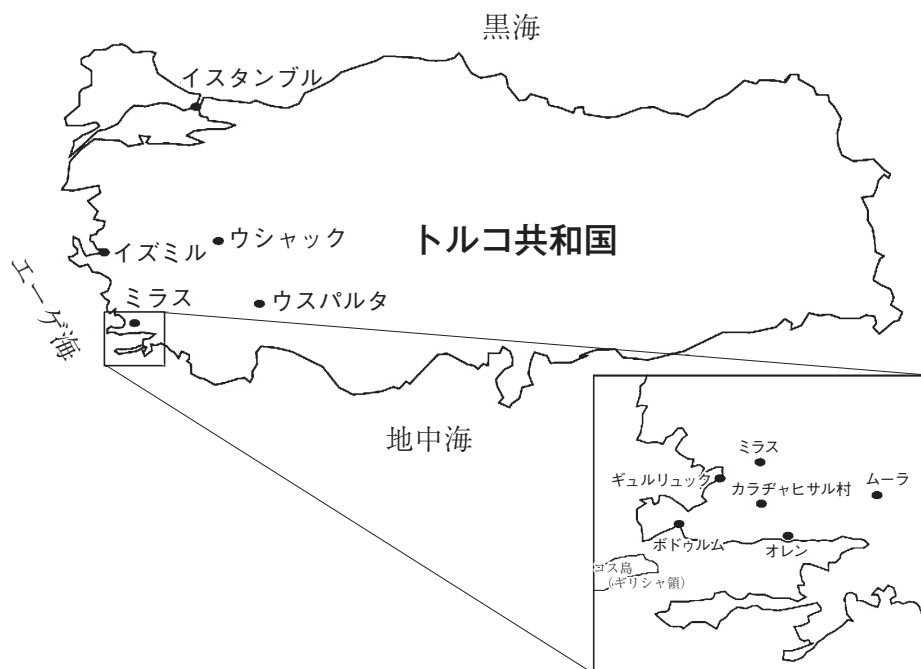 黒海
イスタンブル
ウシャック
トルコ共和国
イズミル
エーゲ海
ミラス
ウスパルタ
地中海
ミラス
ギュルリュック
カラヂャヒサル村
ムーラ
ボドゥルム
オレン
コス島
(ギリシャ領)